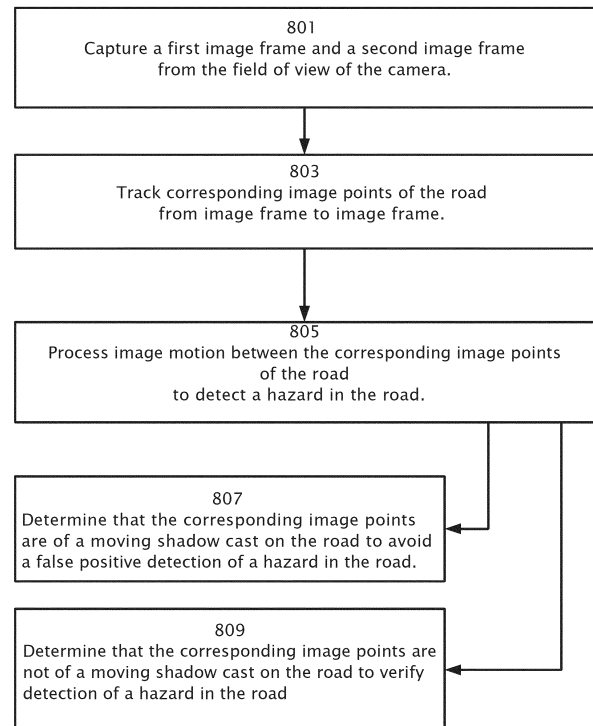 801
Capture a first image frame and a second image frame
from the field of view of the camera.
803
Track corresponding image points of the road
from image frame to image frame.
805
Process image motion between the corresponding image points
of the road
to detect a hazard in the road.
807
Determine that the corresponding image points
are of a moving shadow cast on the road to avoid
a false positive detection of a hazard in the road.
809
Determine that the corresponding image points are
not of a moving shadow cast on the road to verify
detection of a hazard in the road